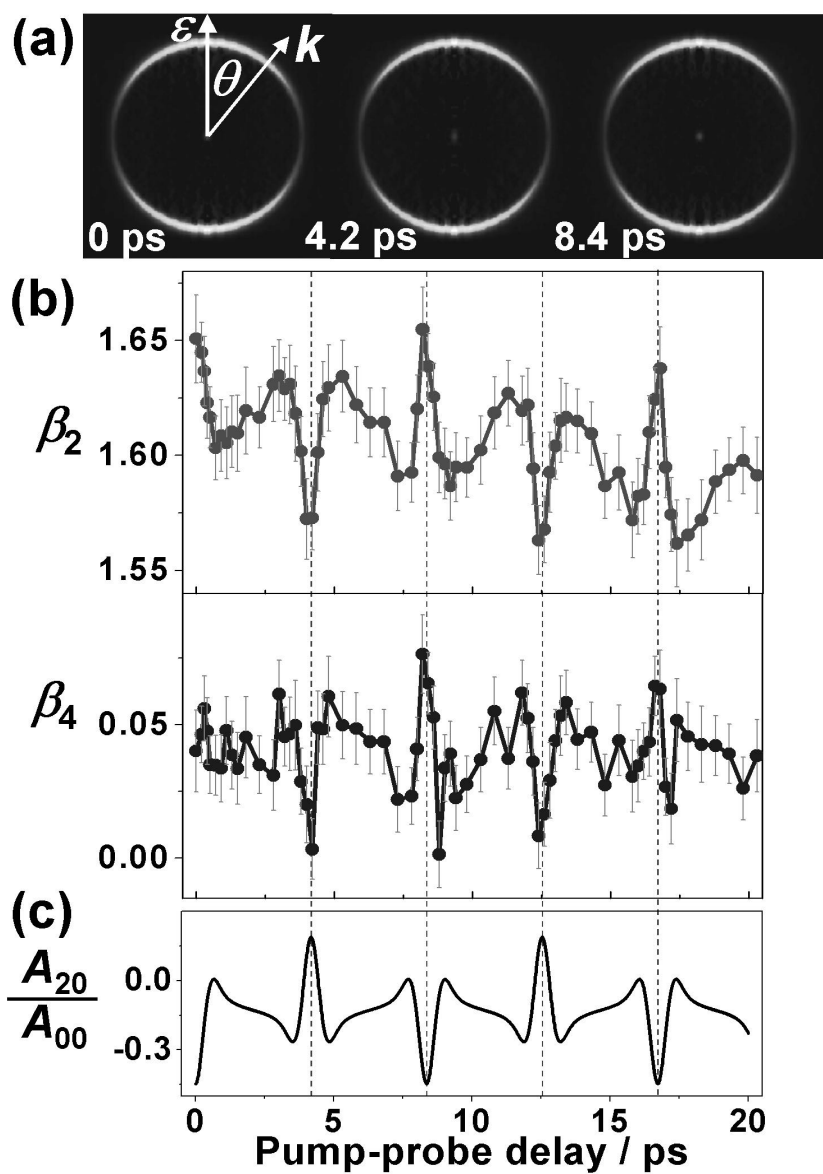 (a)
ε
θ
k
0 ps
4.2 ps
8.4 ps
(b)
1.65
β2
1.60
1.55
β4
0.05
0.00
(c)
A20
A00
0.0
-0.3
0
5
10
15
20
Pump-probe delay / ps